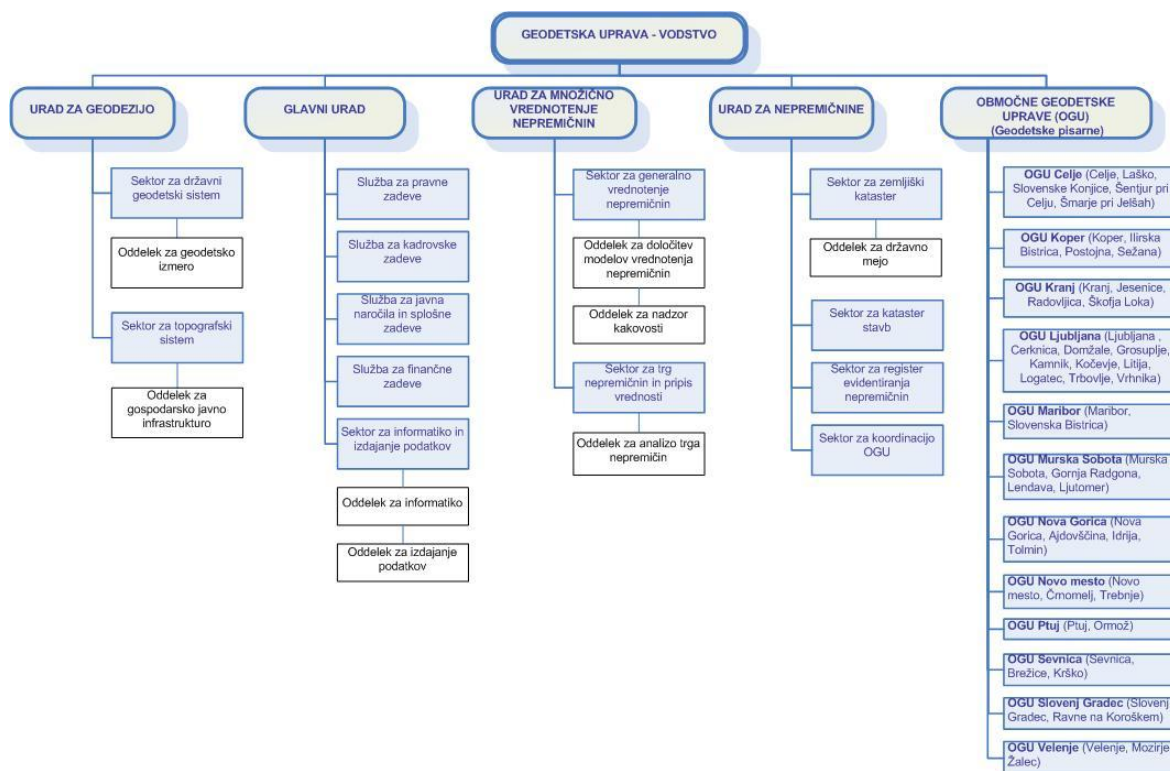 GEODETSKA UPRAVA - VODSTVO
URAD ZA GEODEZIJO
Sektor za državni
geodetski sistem
Oddelek za geodetsko
izmero
Sektor za topografski
sistem
Oddelek za
gospodarsko javno
infrastrukturo
GLAVNI URAD
Služba za pravne
zadeve
Služba za kadrovske
zadeve
Služba za javna
naročila in splošne
zadeve
Služba za finančne
zadeve
Sektor za informatiko in
izdajanje podatkov
Oddelek za informatiko
Oddelek za izdajanje
podatkov
URAD ZA MNOŽIČNO
VREDNOTENJE
NEPREMIČNIN
Sektor za generalno
vrednotenje
nepremičnin
Oddelek za določitev
modelov vrednotenja
nepremičnin
Oddelek za nadzor
kakovosti
Sektor za trg
nepremičnin in pripis
vrednosti
Oddelek za analizo trga
nepremičin
URAD ZA NEPREMIČNINE
Sektor za zemljiški
kataster
Oddelek za državno
mejo
Sektor za kataster
stavb
Sektor za register
evidentiranja
nepremičnin
Sektor za koordinacijo
OGU
OBMOČNE GEODETSKE
UPRAVE (OGU)
(Geodetske pisarne)
OGU Celje (Celje, Laško,
Slovenske Konjice, Šentjur pri
Celju, Šmarje pri Jelšah)
OGU Koper (Koper, Ilirska
Bistrica, Postojna, Sežana)
OGU Kranj (Kranj, Jesenice,
Radovljica, Škofja Loka)
OGU Ljubljana (Ljubljana ,
Cerknica, Domžale, Grosuplje,
Kamnik, Kočevje, Litija,
Logatec, Trbovlje, Vrhnika)
OGU Maribor (Maribor,
Slovenska Bistrica)
OGU Murska Sobota (Murska
Sobota, Gornja Radgona,
Lendava, Ljutomer)
OGU Nova Gorica (Nova
Gorica, Ajdovščina, Idrija,
Tolmin)
OGU Novo mesto (Novo
mesto, Črnomelj, Trebnje)
OGU Ptuj (Ptuj, Ormož)
OGU Sevnica (Sevnica,
Brežice, Krško)
OGU Slovenj Gradec (Slovenj
Gradec, Ravne na Koroškem)
OGU Velenje (Velenje, Mozirje,
Žalec)